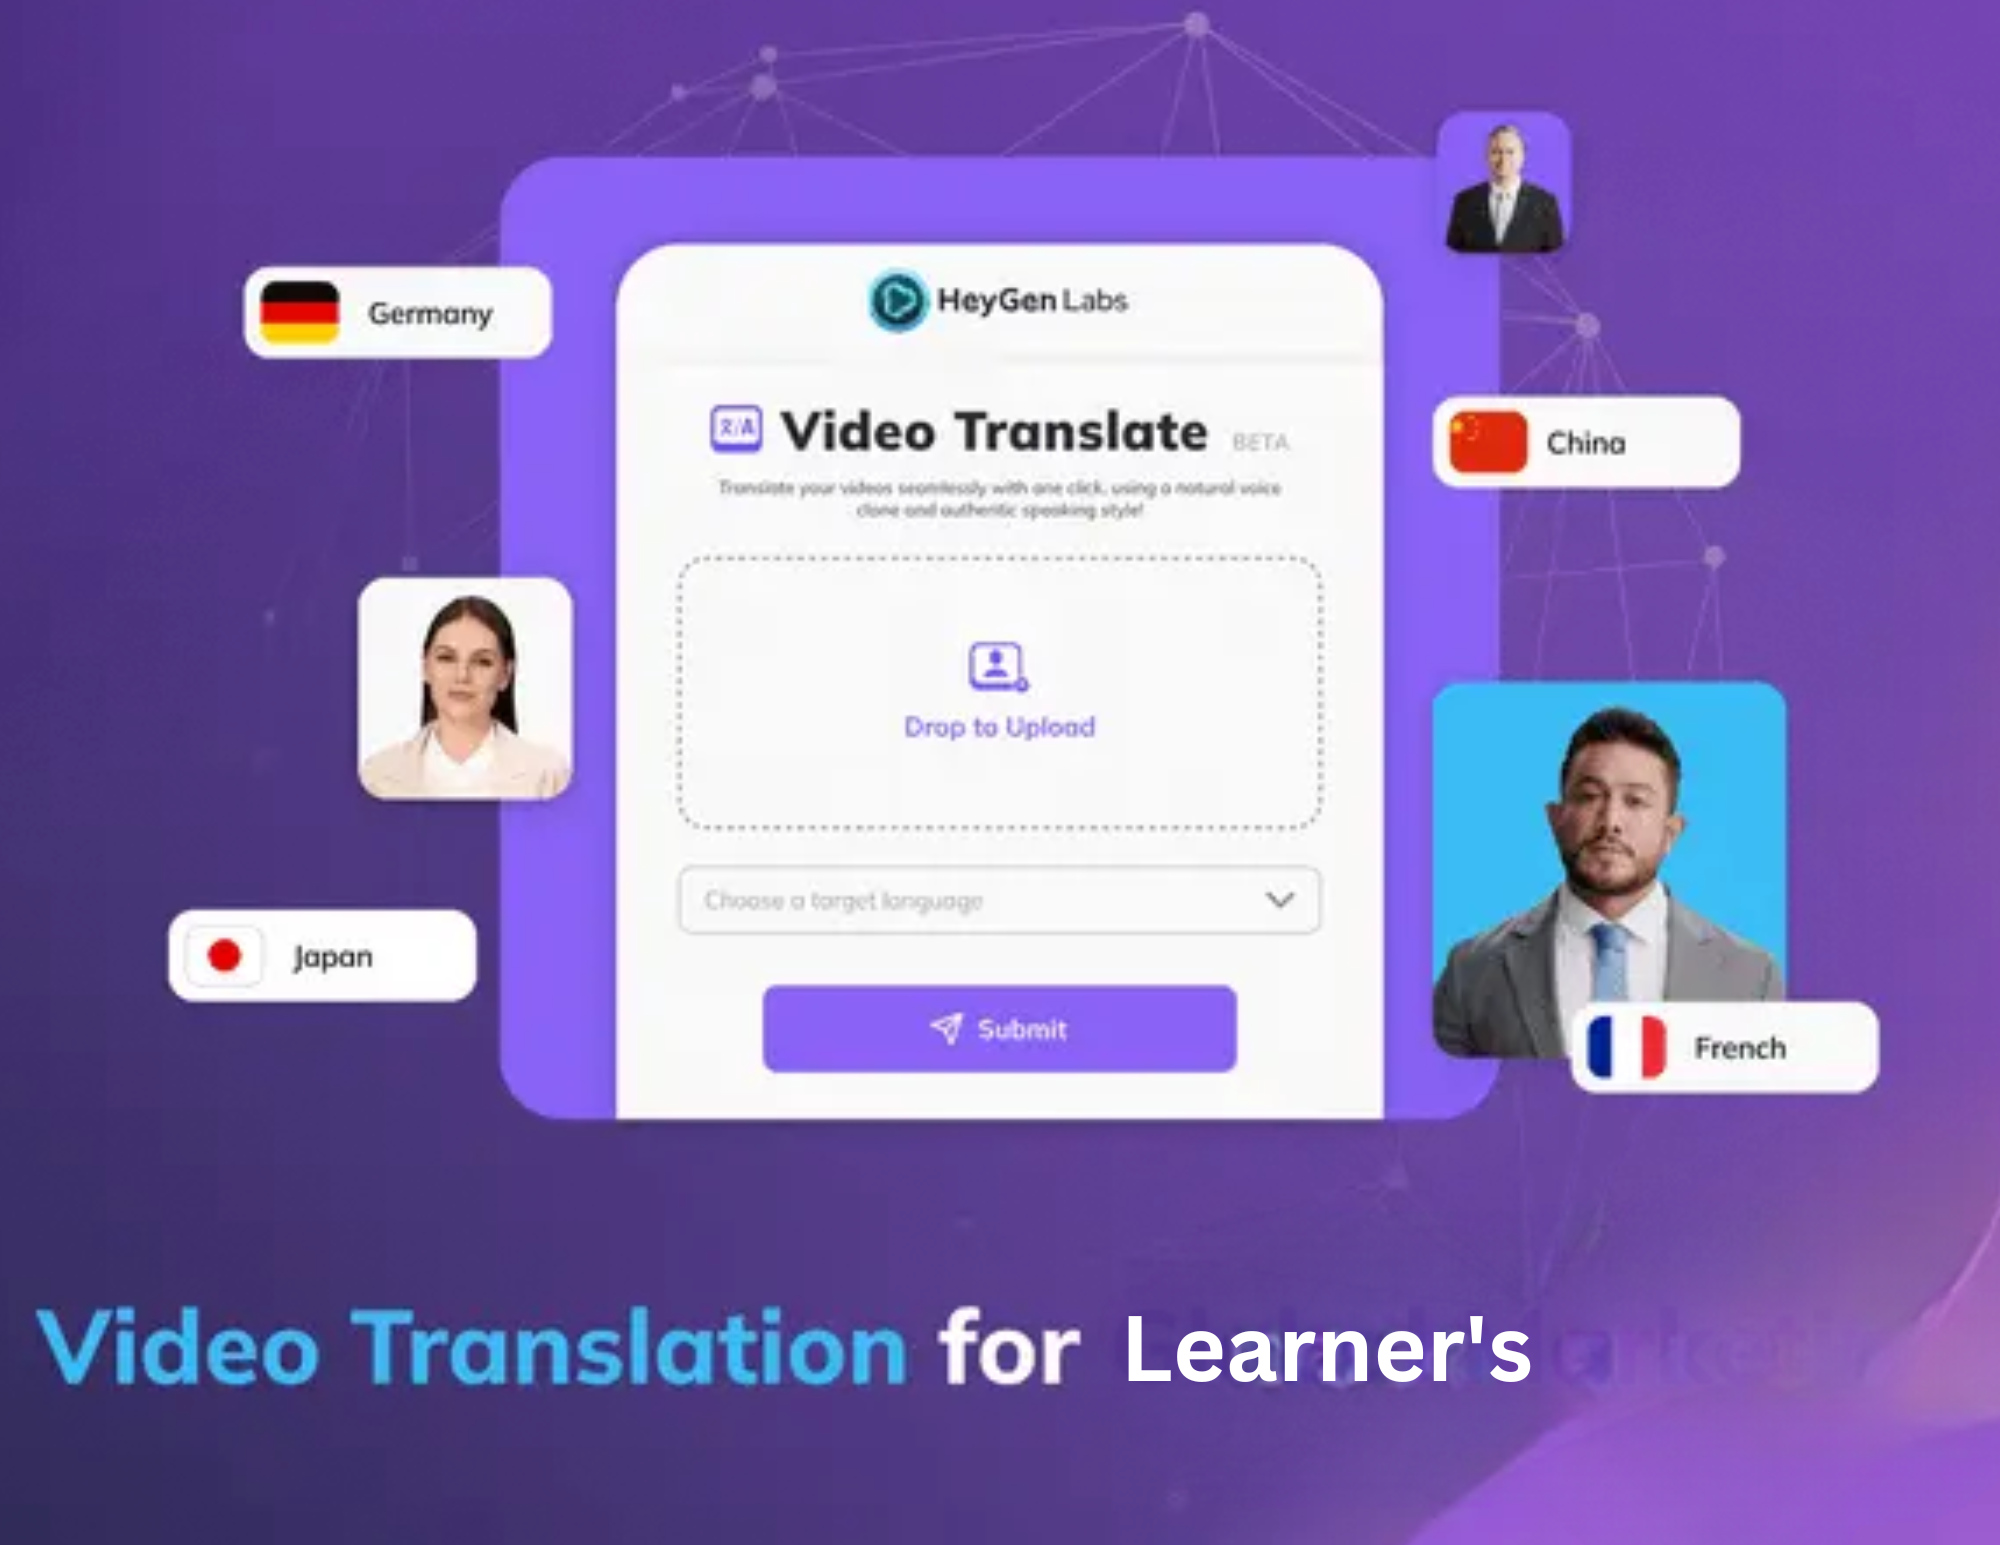 HeyGen Labs
Germany
Video Translate BETA
China
Translate your videos seamlessly with one click, using a natural voice
clone and authentic speaking style!
Drop to Upload
Choose a target language
Japan
Submit
French
Video Translation for Learner's